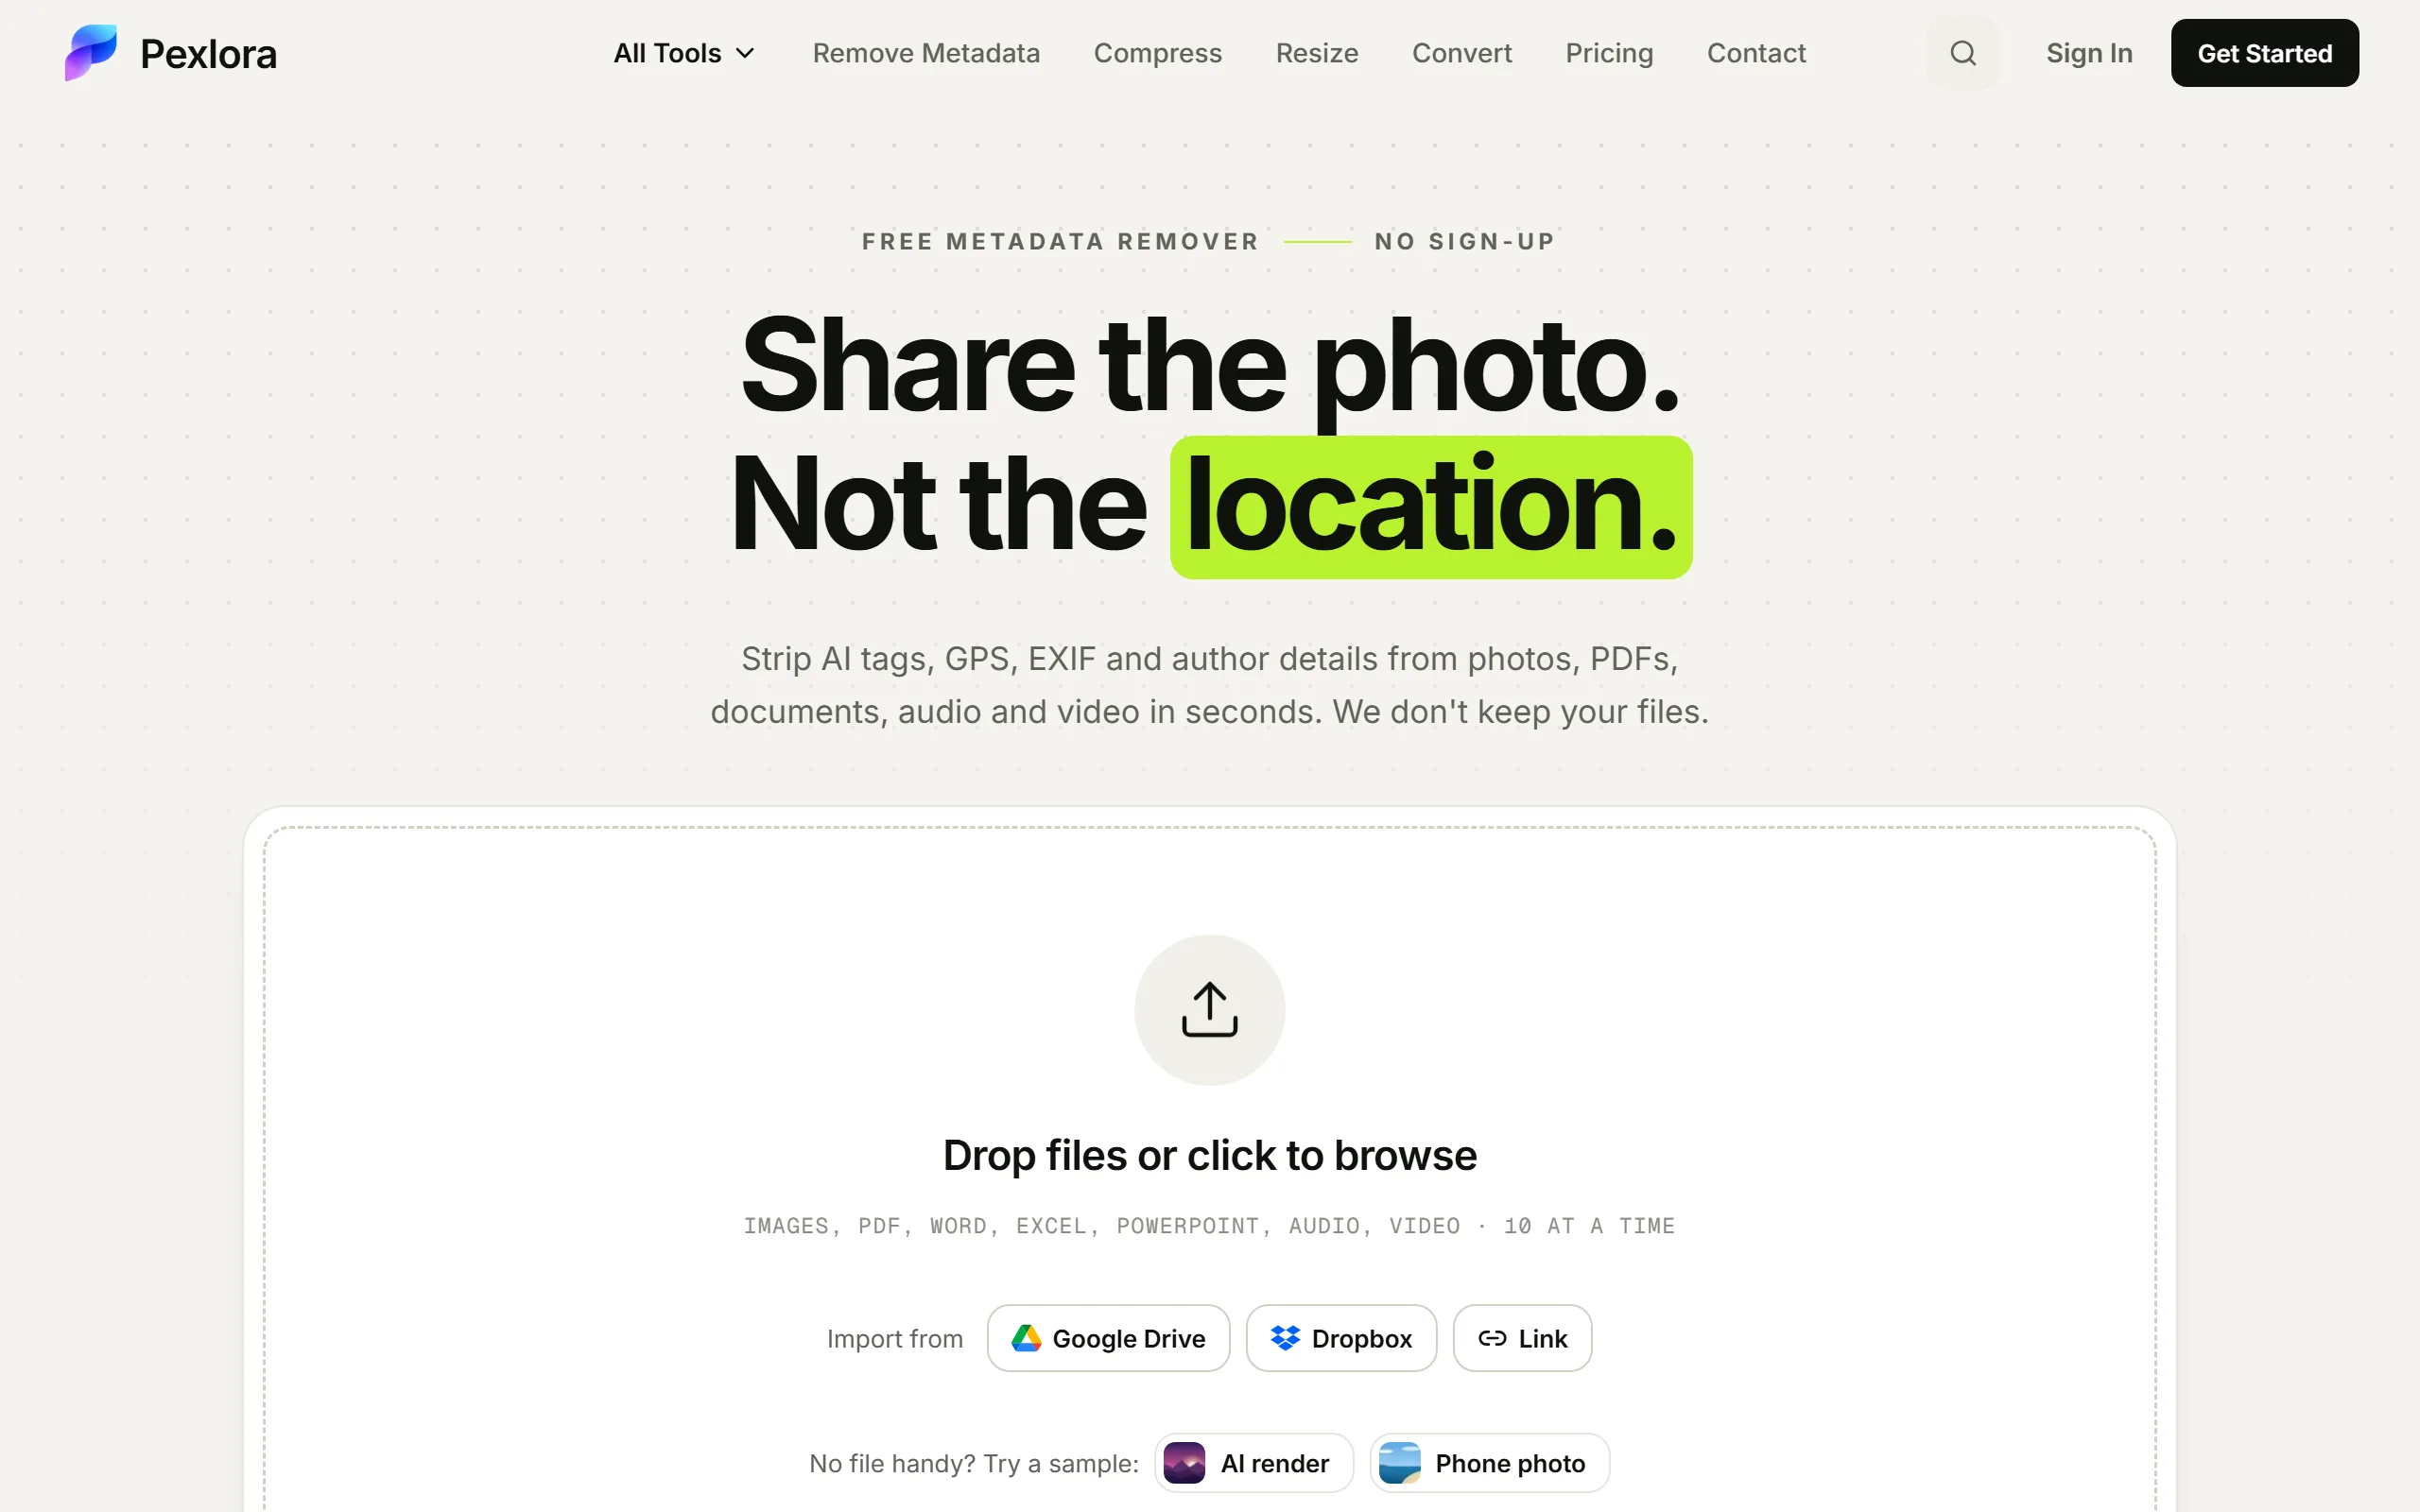 Pexlora
All Tools
Remove Metadata
Compress
Resize
Convert
Pricing
Contact
Sign In
Get Started
FREE METADATA REMOVER
NO SIGN-UP
Share the photo.
Not the location.
Strip AI tags, GPS, EXIF and author details from photos, PDFs,
documents, audio and video in seconds. We don't keep your files.
Drop files or click to browse
IMAGES, PDF, WORD, EXCEL, POWERPOINT, AUDIO, VIDEO · 10 AT A TIME
Import from
Google Drive
Dropbox
Link
No file handy? Try a sample:
AI render
Phone photo